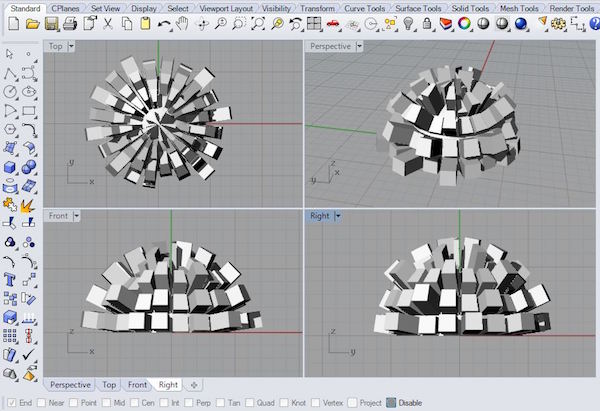 Standard CPlanes Set View Display Select Viewport Layout Visibility Transform Curve Tools Surface Tools Solid Tools Mesh Tools Render Tools
Top
Perspective
y
x
z
y
x
Front
Right
z
x
z
y
T
Perspective Top Front Right
End Near Point Mid Cen Int Perp Tan Quad Knot Vertex Project Disable